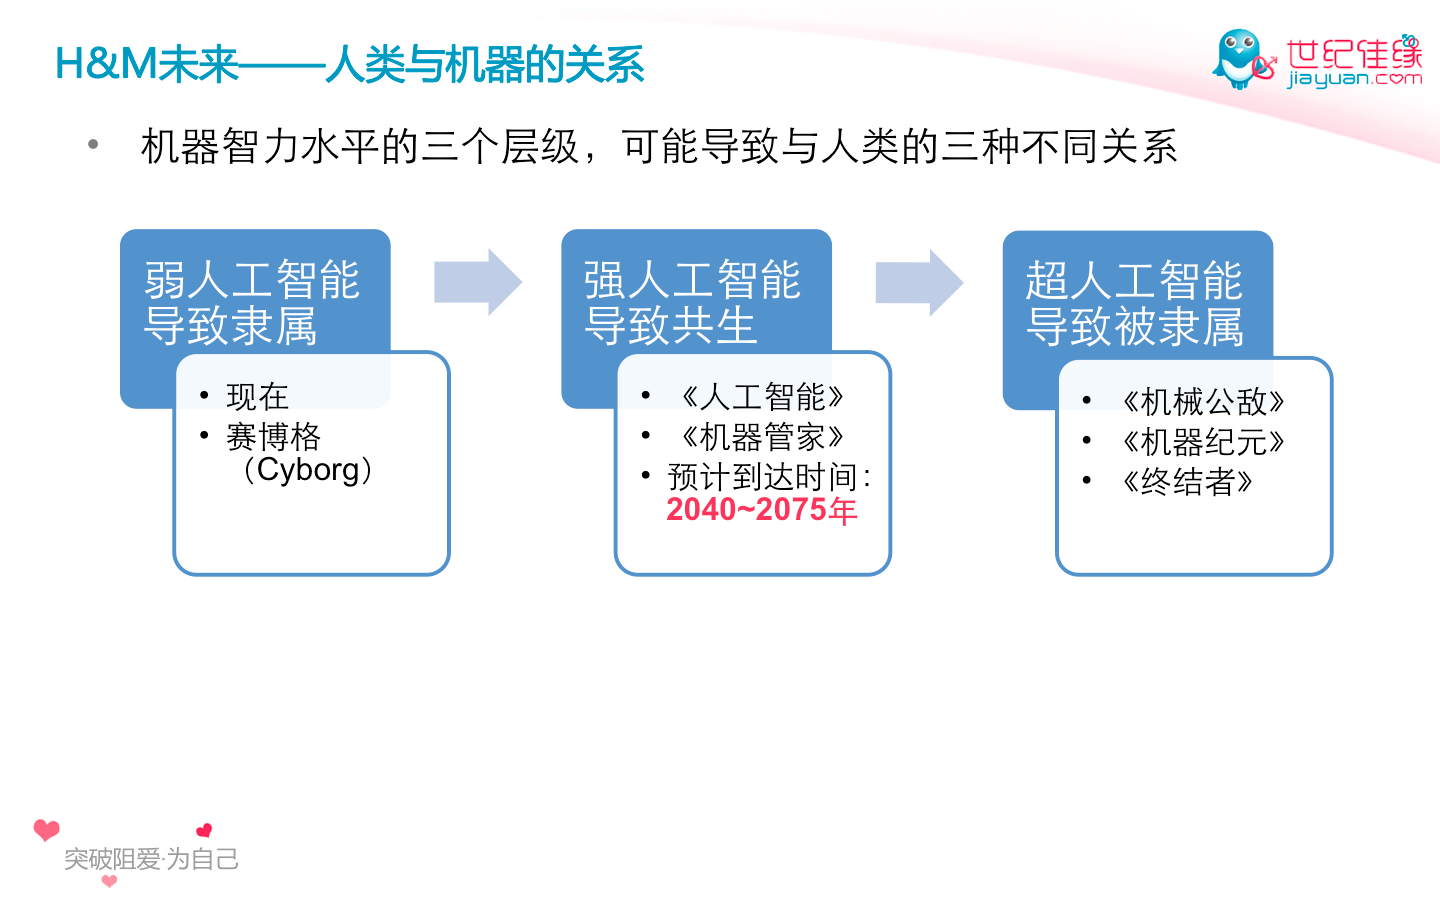 H&M未来——人类与机器的关系
世纪佳缘
jiayuan.com
• 机器智力水平的三个层级，可能导致与人类的三种不同关系
弱人工智能
导致隶属
• 现在
• 赛博格
（Cyborg）
强人工智能
导致共生
• 《人工智能》
• 《机器管家》
• 预计到达时间：
2040~2075年
超人工智能
导致被隶属
• 《机械公敌》
• 《机器纪元》
• 《终结者》
突破阻爱·为自己